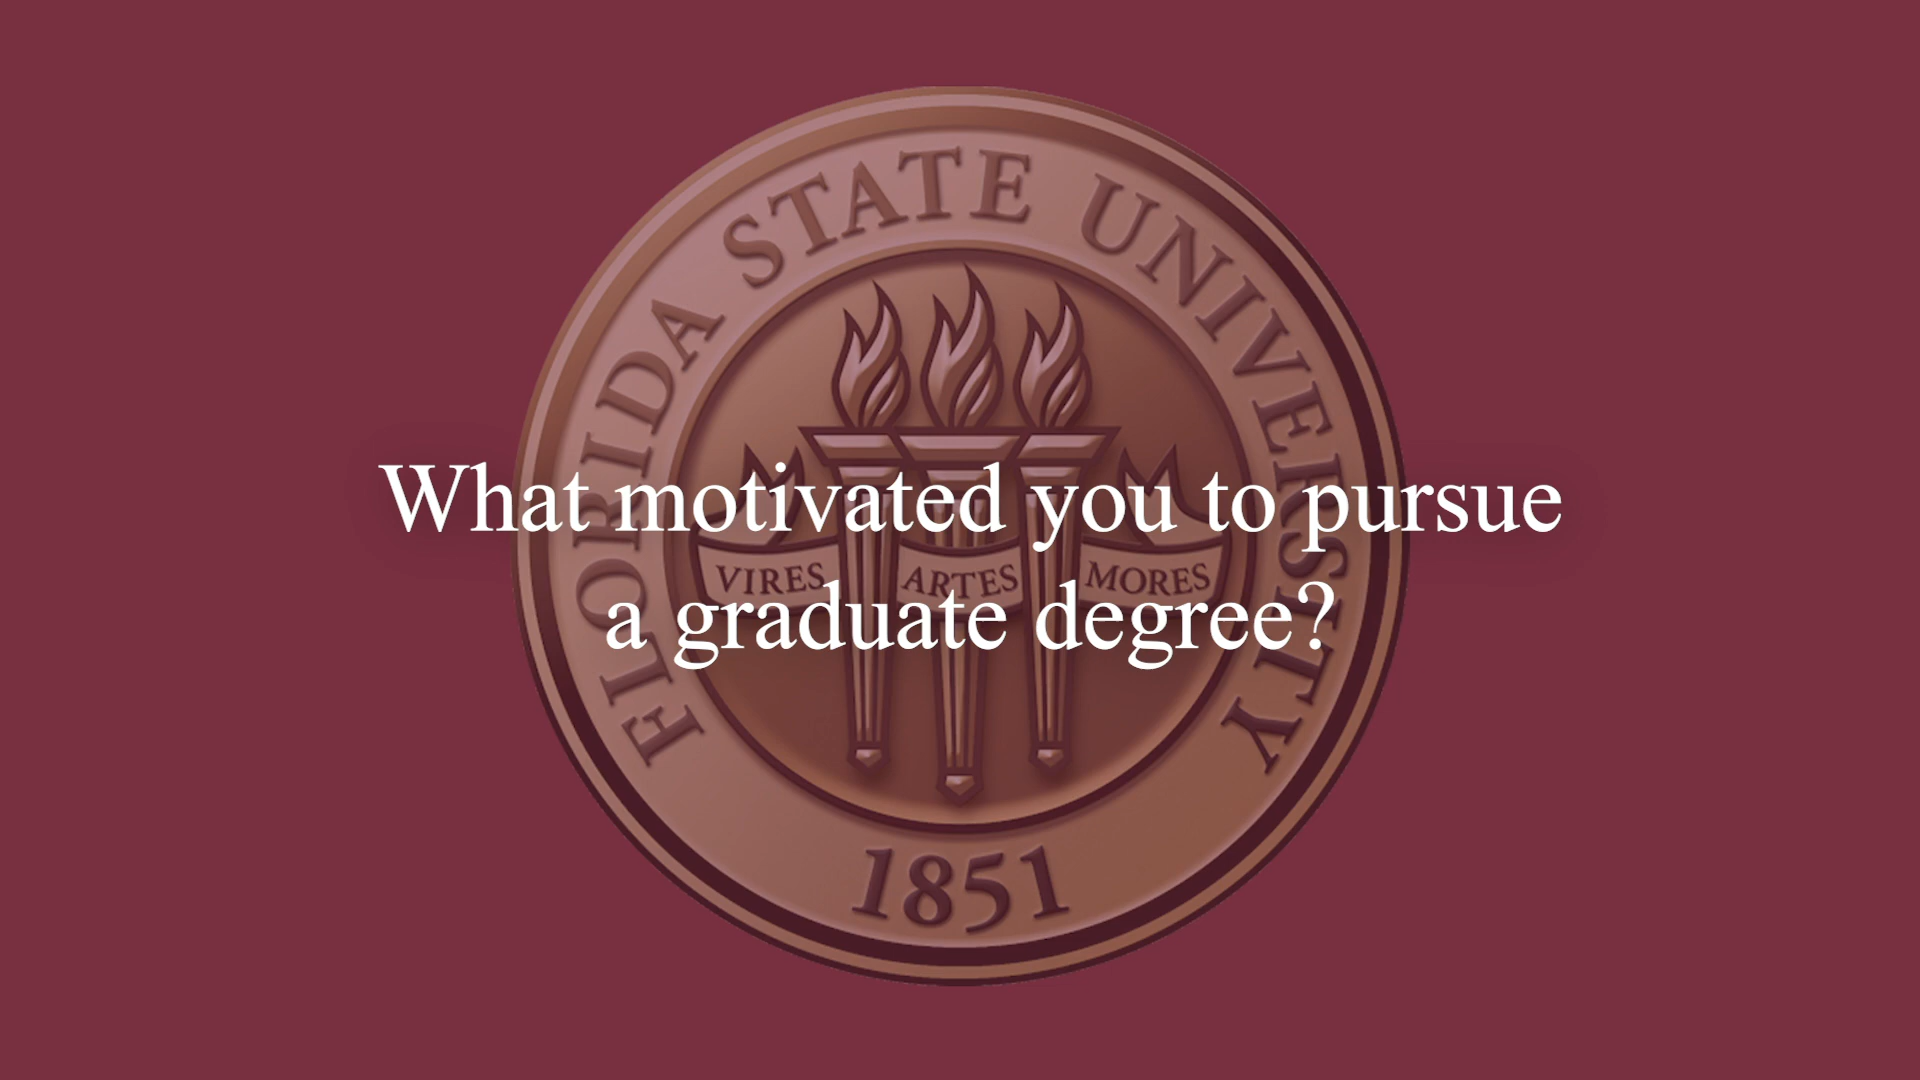 FLORIDA STATE UNIVERSITY
What motivated you to pursue
VIRES ARTES MORES
a graduate degree?
1851